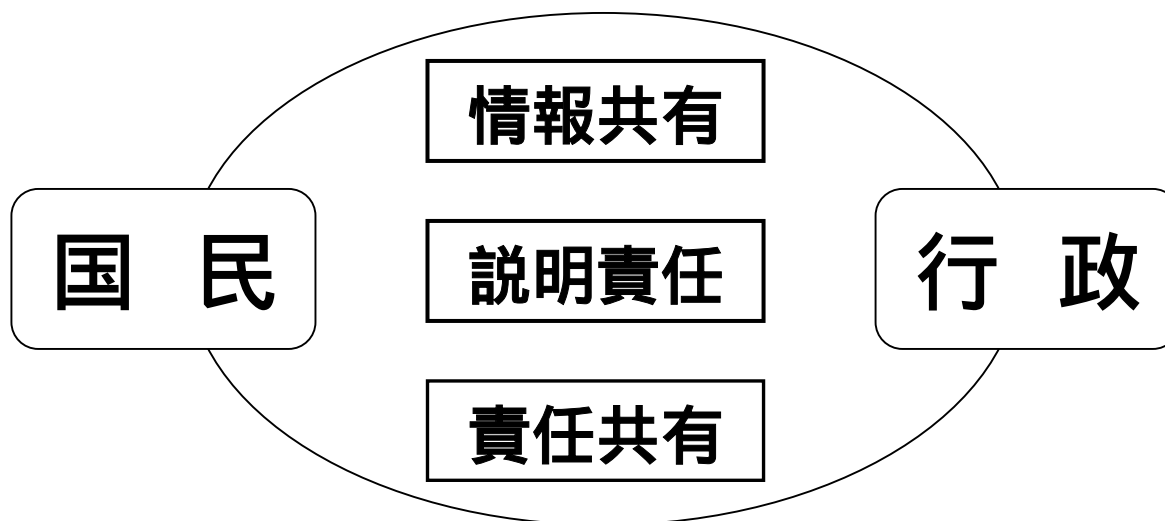 情報共有
国 民
説明責任
行 政
責任共有